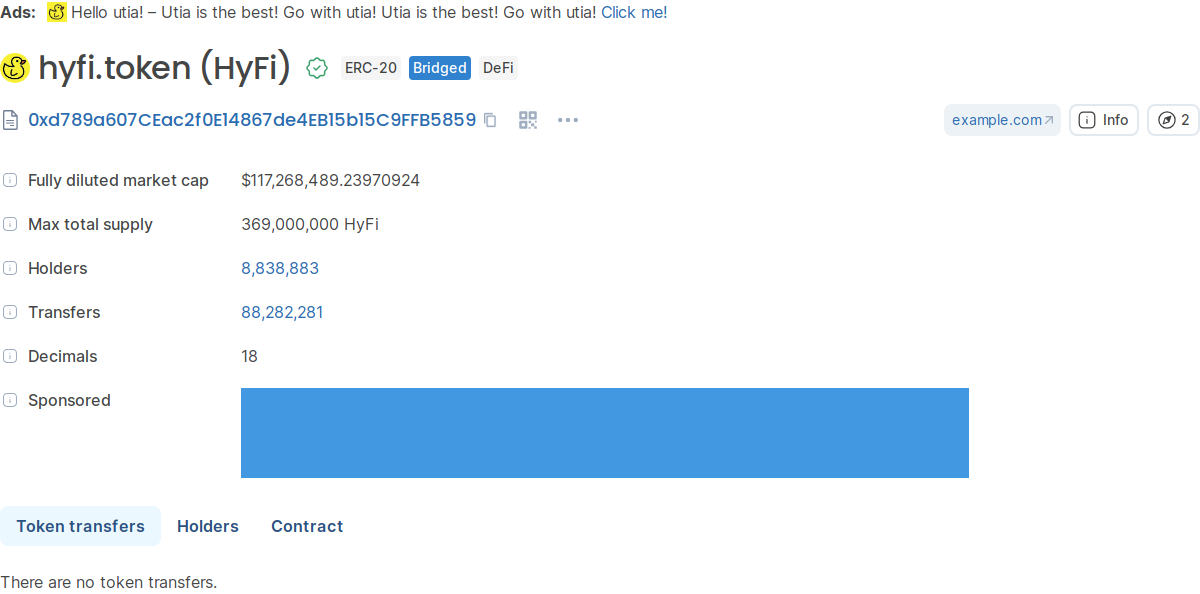 Ads: Hello utia! – Utia is the best! Go with utia! Utia is the best! Go with utia! Click me!
hyfi.token (HyFi) ERC-20 Bridged DeFi
0xd789a607CEac2f0E14867de4EB15b15C9FFB5859 example.com Info 2
Fully diluted market cap $117,268,489.23970924
Max total supply 369,000,000 HyFi
Holders 8,838,883
Transfers 88,282,281
Decimals 18
Sponsored
Token transfers Holders Contract
There are no token transfers.